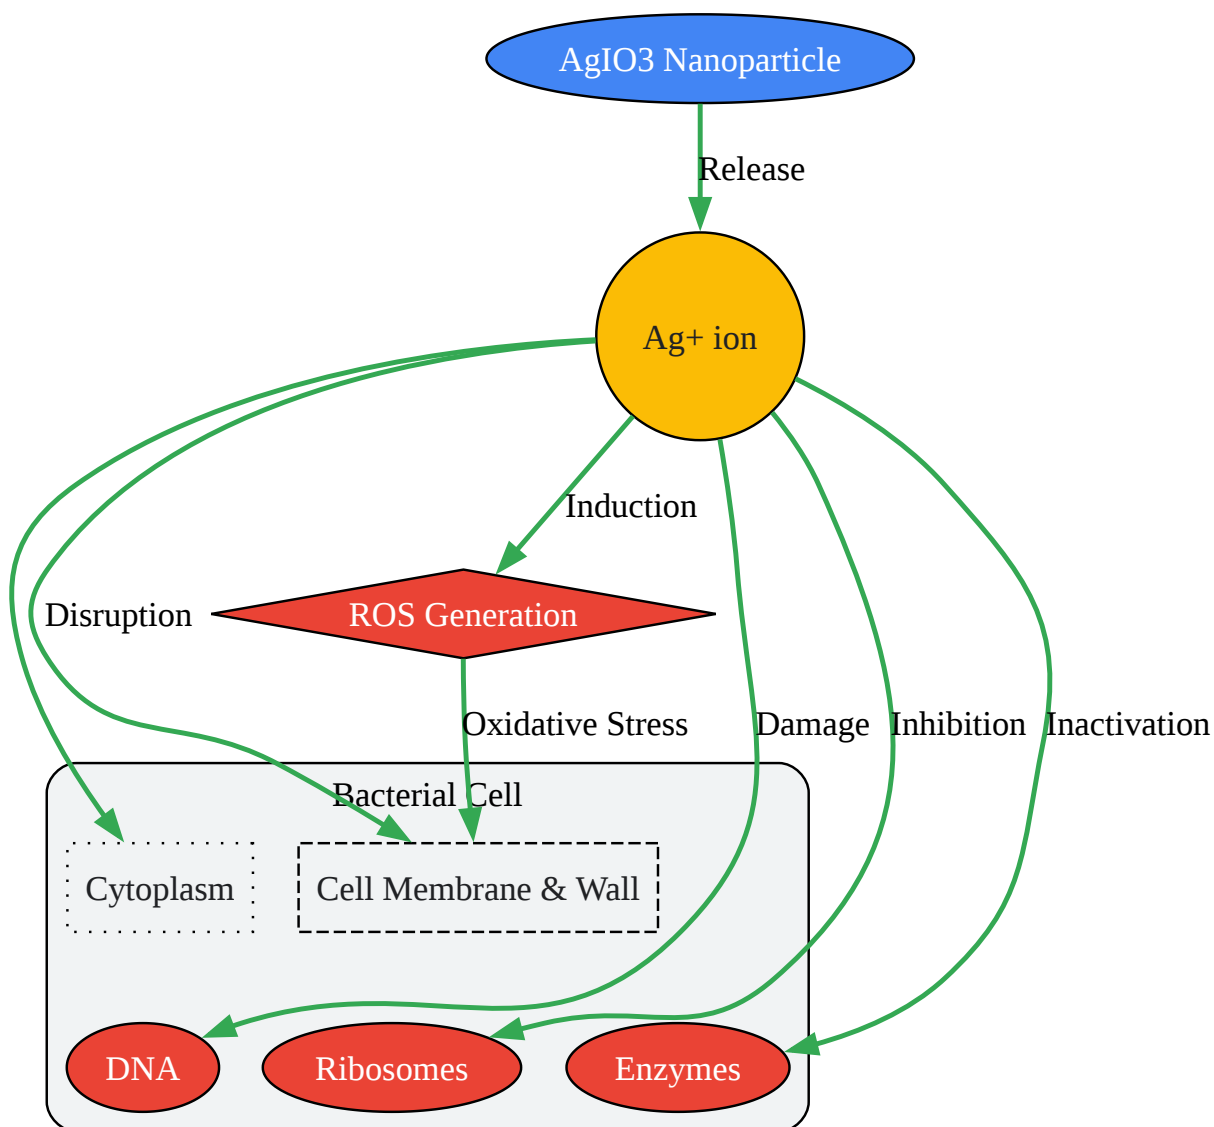 AgIO3 Nanoparticle
Release
Ag+ ion
Induction
Disruption
ROS Generation
Oxidative Stress
Damage
Inhibition
Inactivation
Bacterial Cell
Cytoplasm
Cell Membrane & Wall
DNA
Ribosomes
Enzymes